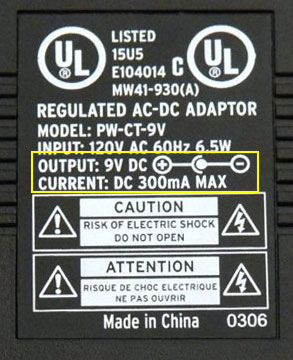 UL LISTED
15U5
E104014 C UL
MW41-930(A)
REGULATED AC-DC ADAPTOR
MODEL: PW-CT-9V
INPUT: 120V AC 60Hz 6.5W
OUTPUT: 9V DC + -
CURRENT: DC 300mA MAX
CAUTION
RISK OF ELECTRIC SHOCK
DO NOT OPEN
ATTENTION
RISQUE DE CHOC ELECTRIQUE
NE PAS OUVRIR
Made in China 0306